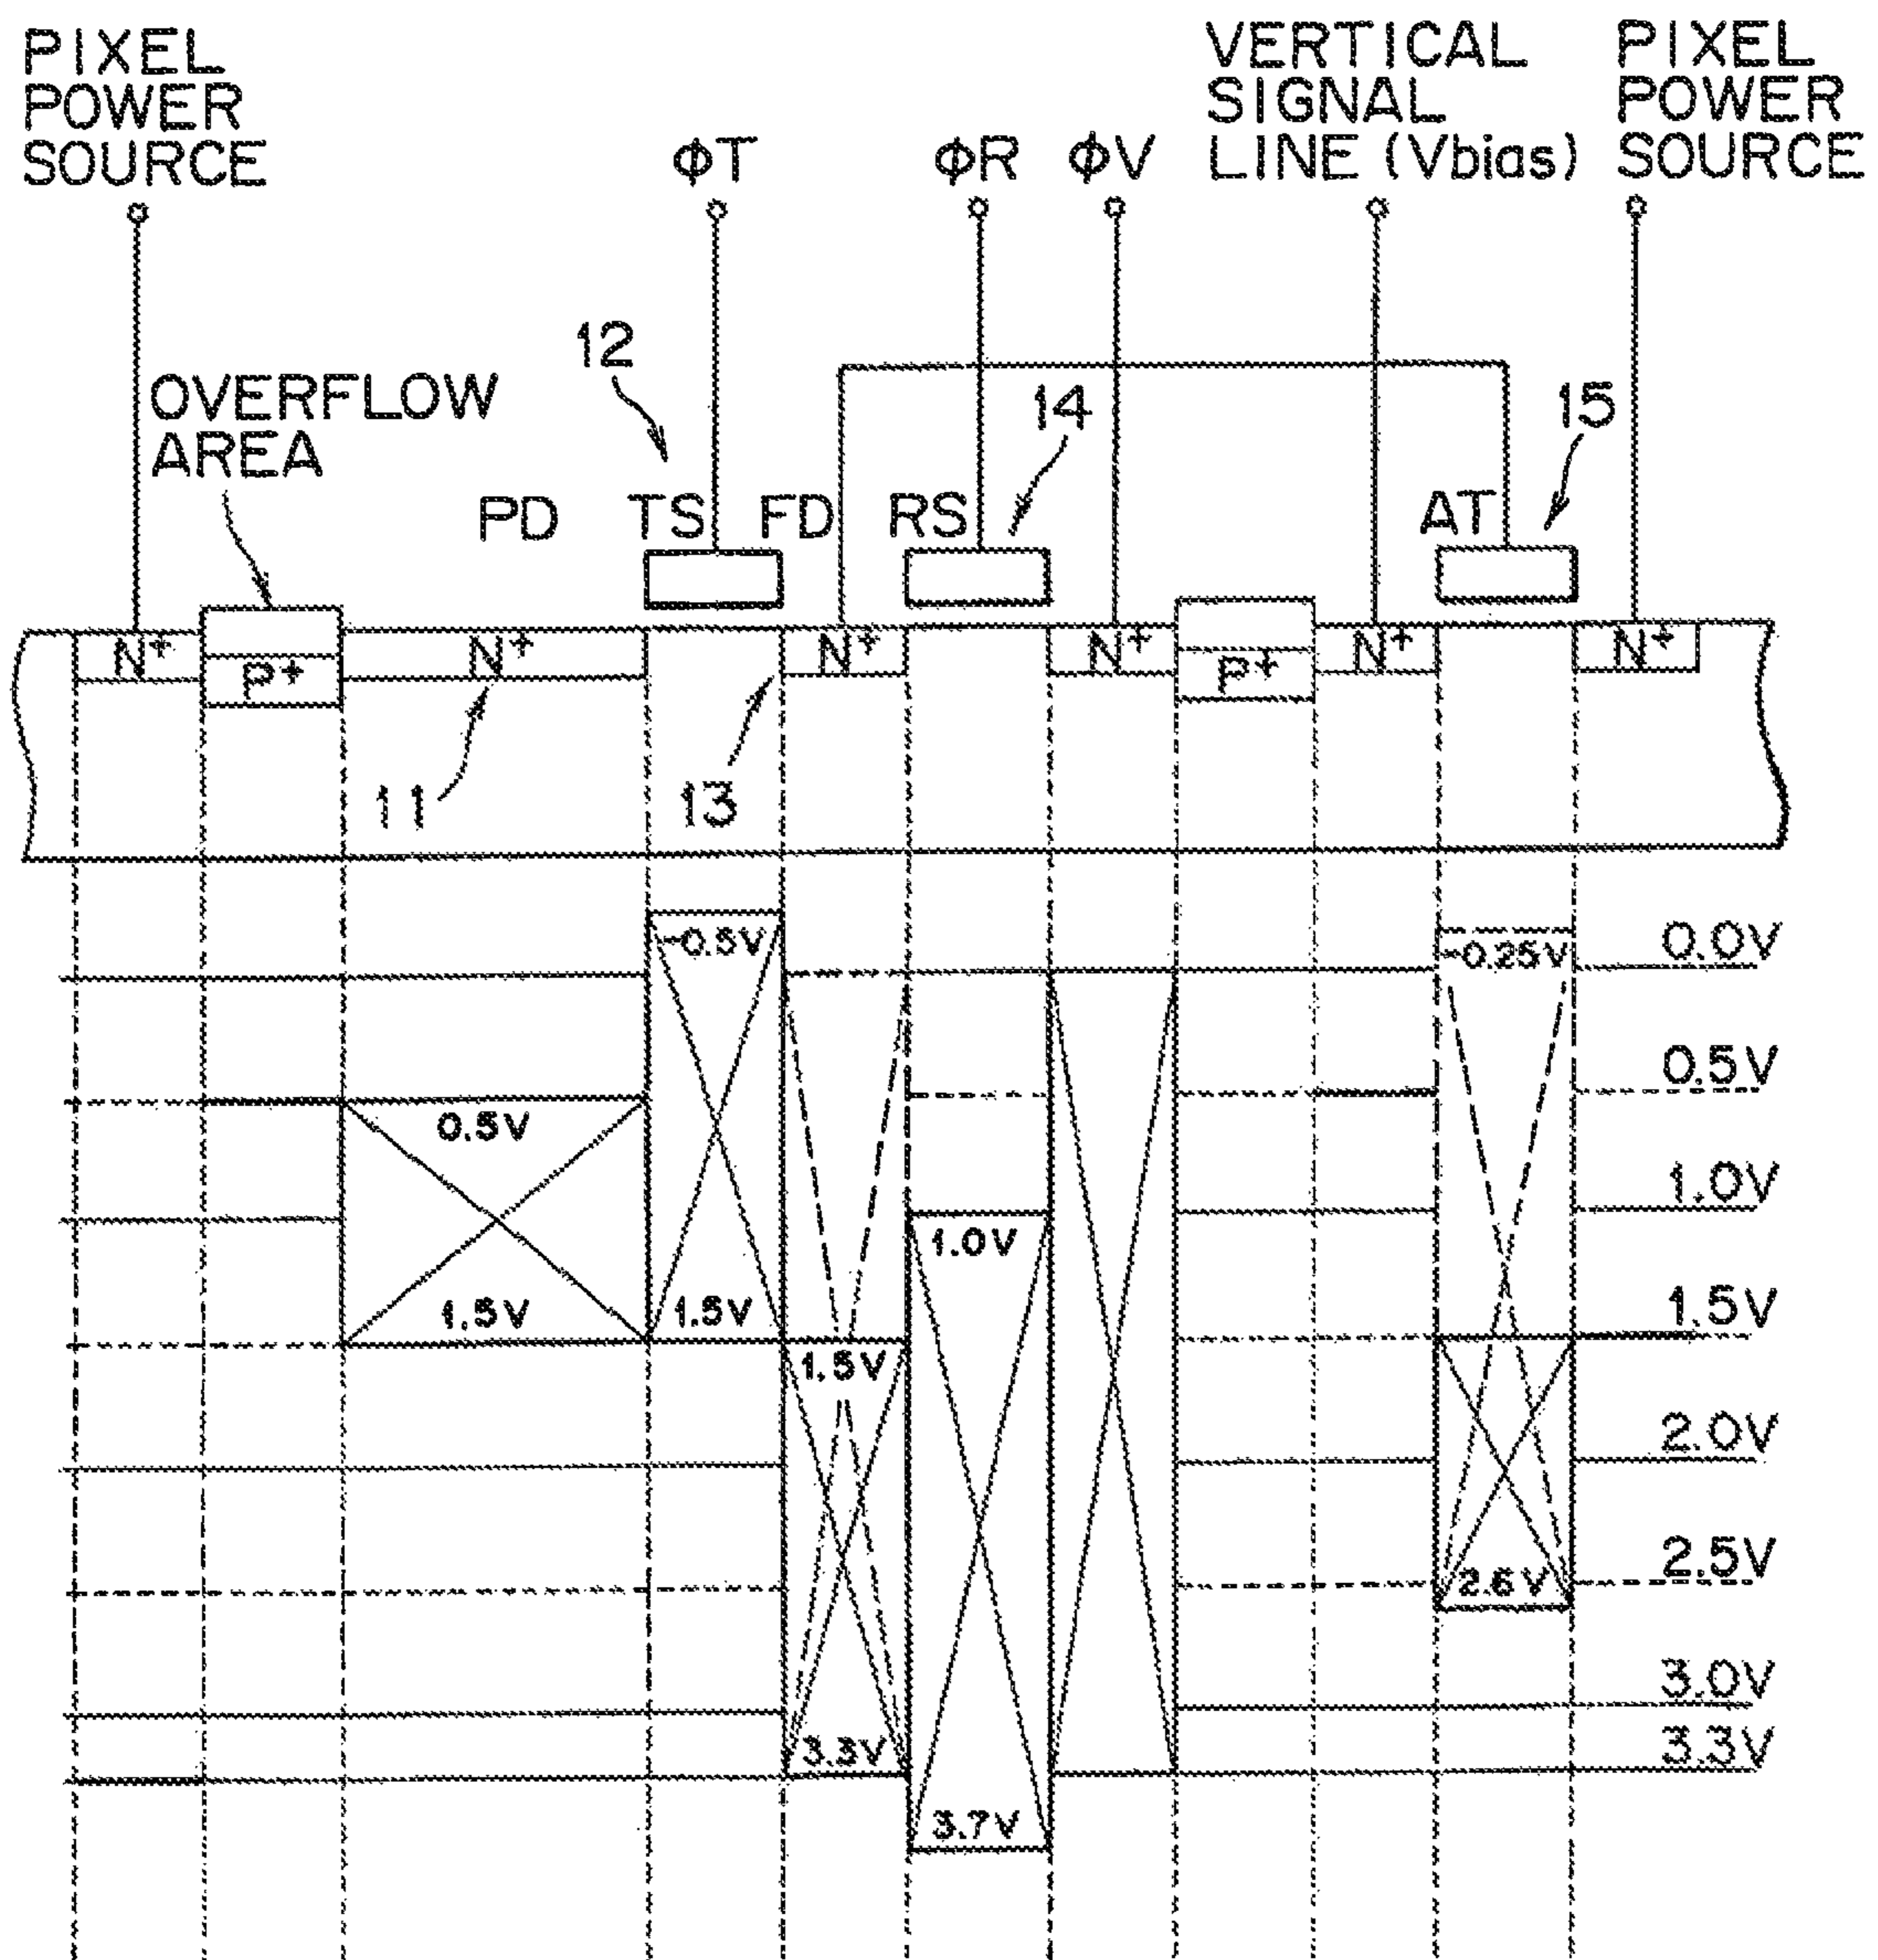 PIXEL
POWER
SOURCE
ΦT
ΦR
ΦV
VERTICAL
SIGNAL
LINE (Vbias)
PIXEL
POWER
SOURCE
OVERFLOW
AREA
12
14
15
PD
TS
FD
RS
AT
N+
P+
N+
N+
N+
P+
N+
N+
11
13
-0.5V
-0.25V
0.0V
0.5V
0.5V
1.0V
1.0V
1.5V
1.5V
1.5V
1.5V
2.0V
2.5V
2.6V
3.0V
3.3V
3.3V
3.7V